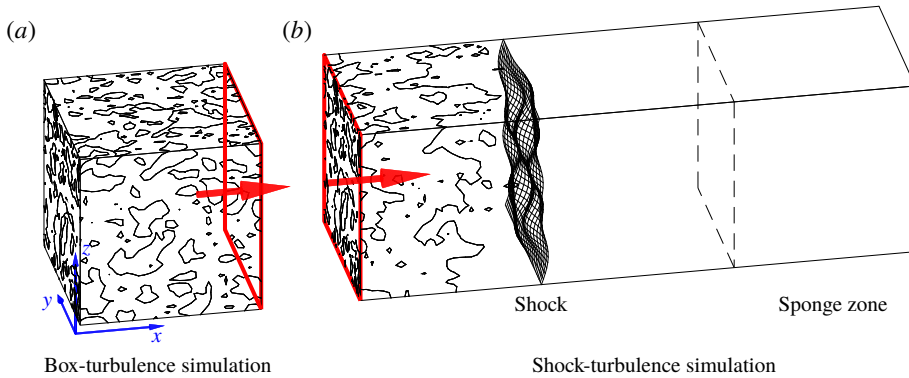 (a)
(b)
z
y
x
Shock
Sponge zone
Box-turbulence simulation
Shock-turbulence simulation